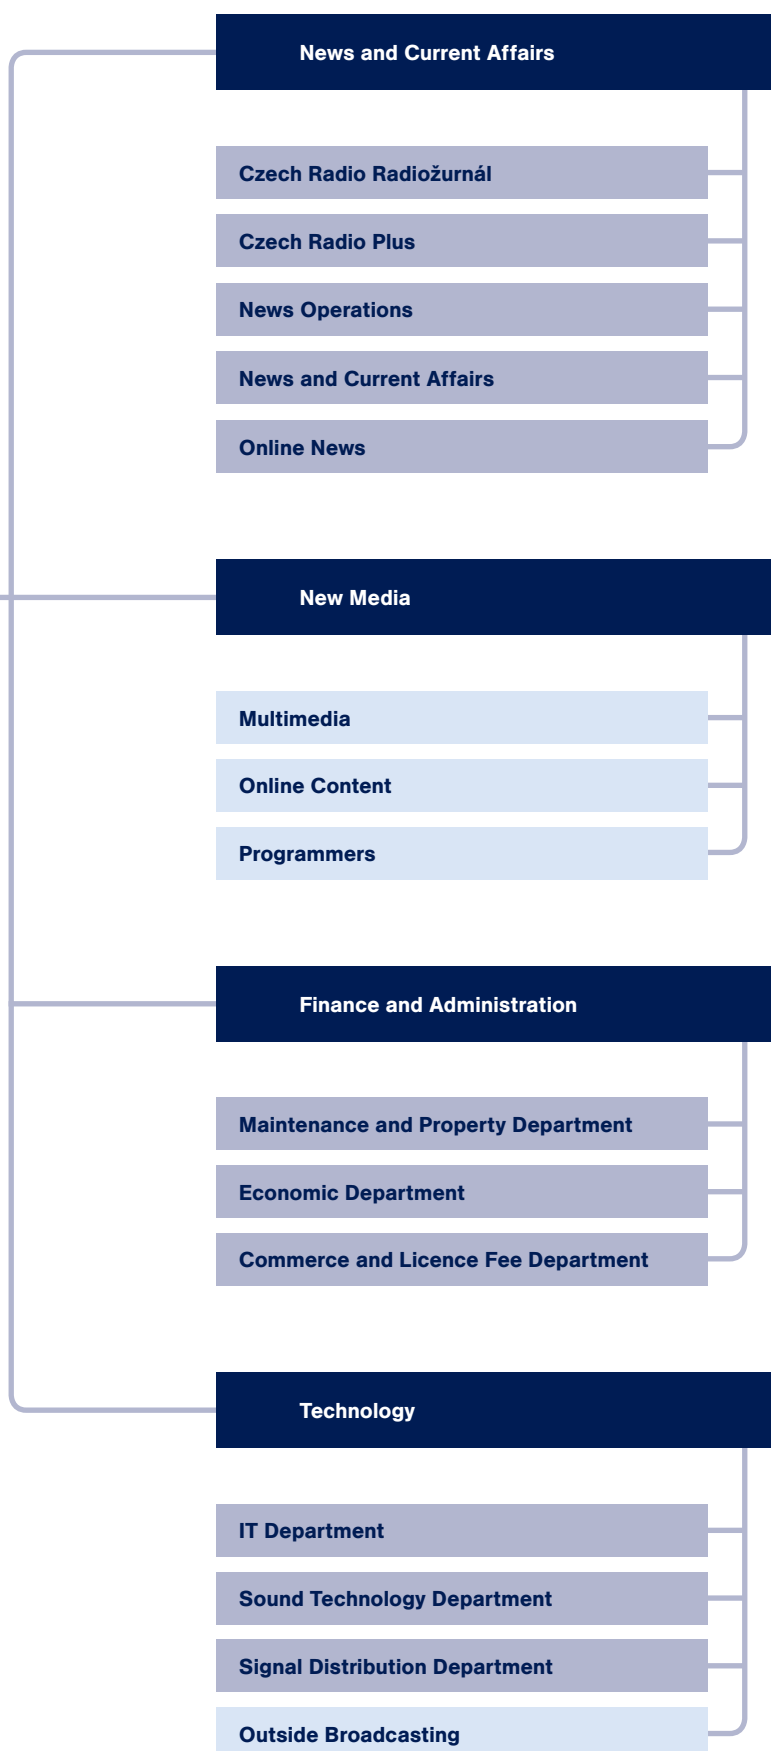 News and Current Affairs
Czech Radio Radiožurnál
Czech Radio Plus
News Operations
News and Current Affairs
Online News
New Media
Multimedia
Online Content
Programmers
Finance and Administration
Maintenance and Property Department
Economic Department
Commerce and Licence Fee Department
Technology
IT Department
Sound Technology Department
Signal Distribution Department
Outside Broadcasting